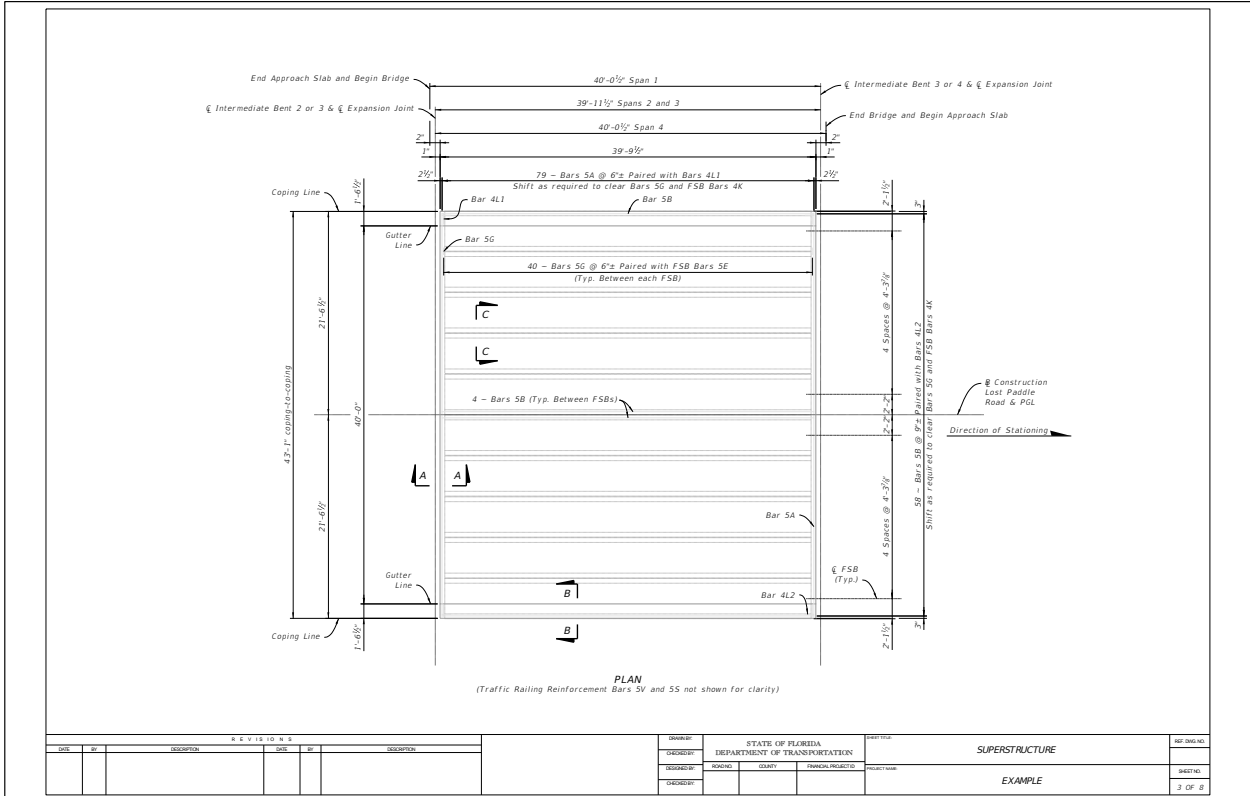 End Approach Slab and Begin Bridge
40'-0½" Span 1
℄ Intermediate Bent 3 or 4 & ℄ Expansion Joint
℄ Intermediate Bent 2 or 3 & ℄ Expansion Joint
39'-11½" Spans 2 and 3
End Bridge and Begin Approach Slab
40'-0½" Span 4
2"
2"
1"
39'-9½"
1"
2½"
79 - Bars 5A @ 6"± Paired with Bars 4L1
2½"
Shift as required to clear Bars 5G and FSB Bars 4K
Coping Line
1'-6½"
Bar 4L1
Bar 5B
2'-1½"
3"
Gutter
Line
Bar 5G
40 - Bars 5G @ 6"± Paired with FSB Bars 5E
(Typ. Between each FSB)
21'-6½"
4 Spaces @ 4'-3⅞"
C
C
58 - Bars 5B @ 9"± Paired with Bars 4L2
Shift as required to clear Bars 5G and FSB Bars 4K
43'-1" coping-to-coping
40'-0"
4 - Bars 5B (Typ. Between FSBs)
2'-2"
2'-2"
℄ Construction
Lost Paddle
Road & PGL
Direction of Stationing
A
A
21'-6½"
4 Spaces @ 4'-3⅞"
Bar 5A
Gutter
Line
℄ FSB
(Typ.)
B
Bar 4L2
B
Coping Line
1'-6½"
2'-1½"
3"
PLAN
(Traffic Railing Reinforcement Bars 5V and 5S not shown for clarity)
REVISIONS
DATE BY DESCRIPTION DATE BY DESCRIPTION
DRAWN BY:
CHECKED BY:
DESIGNED BY:
CHECKED BY:
STATE OF FLORIDA
DEPARTMENT OF TRANSPORTATION
ROAD NO. COUNTY FINANCIAL PROJECT ID
SHEET TITLE:
SUPERSTRUCTURE
PROJECT NAME:
EXAMPLE
REF. DWG. NO.
SHEET NO.
3 OF 8